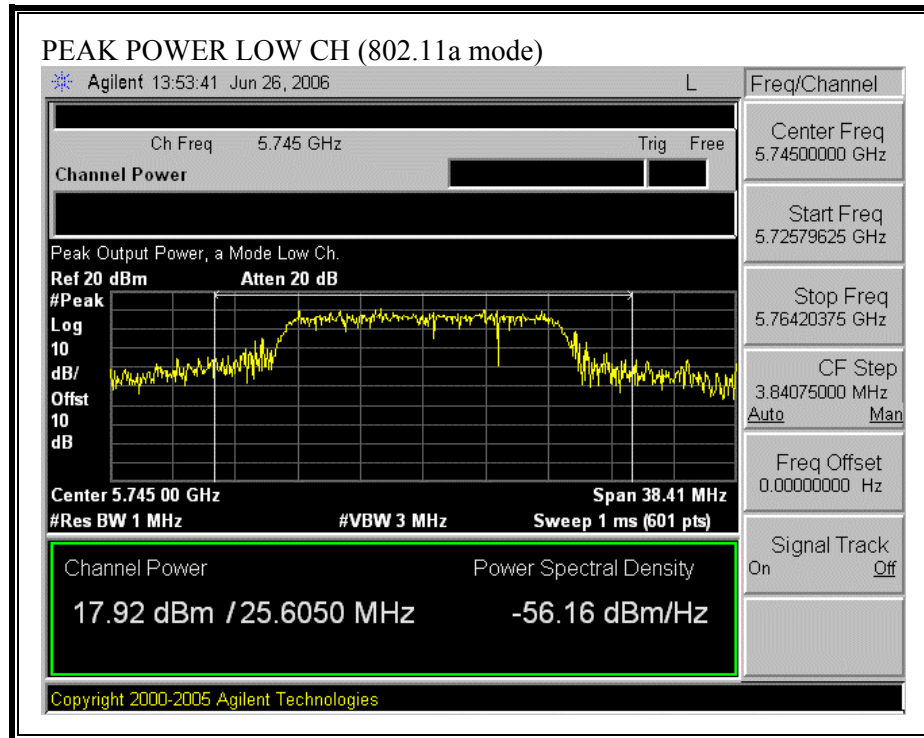 PEAK POWER LOW CH (802.11a mode)
Agilent 13:53:41 Jun 26, 2006 L
Freq/Channel
Ch Freq 5.745 GHz Trig Free
Channel Power
Center Freq
5.74500000 GHz
Start Freq
5.72579625 GHz
Stop Freq
5.76420375 GHz
CF Step
3.84075000 MHz
Auto Man
Freq Offset
0.00000000 Hz
Signal Track
On Off
Peak Output Power, a Mode Low Ch.
Ref 20 dBm Atten 20 dB
#Peak
Log
10
dB/
Offst
10
dB
Center 5.745 00 GHz Span 38.41 MHz
#Res BW 1 MHz #VBW 3 MHz Sweep 1 ms (601 pts)
Channel Power Power Spectral Density
17.92 dBm / 25.6050 MHz -56.16 dBm/Hz
Copyright 2000-2005 Agilent Technologies